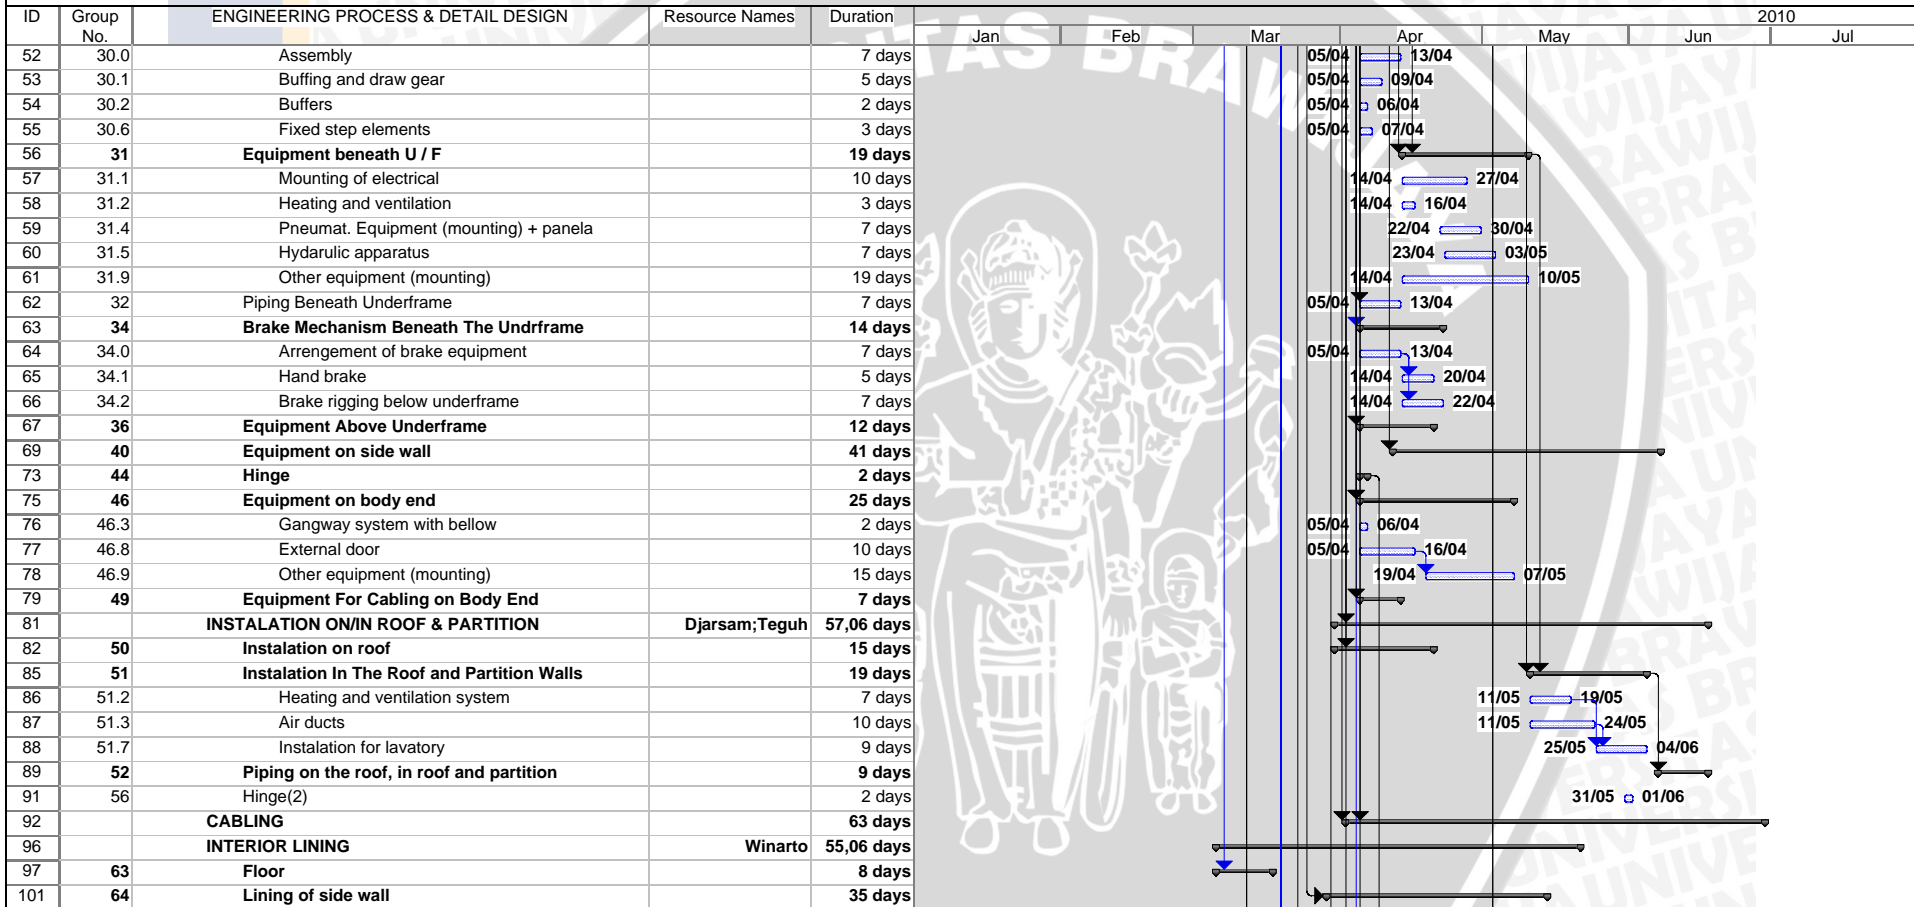 ID Group No. ENGINEERING PROCESS & DETAIL DESIGN Resource Names Duration 2010
Jan Feb Mar Apr May Jun Jul
52 30.0 Assembly 7 days 05/04 13/04
53 30.1 Buffing and draw gear 5 days 05/04 09/04
54 30.2 Buffers 2 days 05/04 06/04
55 30.6 Fixed step elements 3 days 05/04 07/04
56 31 Equipment beneath U / F 19 days
57 31.1 Mounting of electrical 10 days 14/04 27/04
58 31.2 Heating and ventilation 3 days 14/04 16/04
59 31.4 Pneumat. Equipment (mounting) + panela 7 days 22/04 30/04
60 31.5 Hydarulic apparatus 7 days 23/04 03/05
61 31.9 Other equipment (mounting) 19 days 14/04 10/05
62 32 Piping Beneath Underframe 7 days 05/04 13/04
63 34 Brake Mechanism Beneath The Undrframe 14 days
64 34.0 Arrengement of brake equipment 7 days 05/04 13/04
65 34.1 Hand brake 5 days 14/04 20/04
66 34.2 Brake rigging below underframe 7 days 14/04 22/04
67 36 Equipment Above Underframe 12 days
69 40 Equipment on side wall 41 days
73 44 Hinge 2 days
75 46 Equipment on body end 25 days
76 46.3 Gangway system with bellow 2 days 05/04 06/04
77 46.8 External door 10 days 05/04 16/04
78 46.9 Other equipment (mounting) 15 days 19/04 07/05
79 49 Equipment For Cabling on Body End 7 days
81 INSTALATION ON/IN ROOF & PARTITION Djarsam;Teguh 57,06 days
82 50 Instalation on roof 15 days
85 51 Instalation In The Roof and Partition Walls 19 days
86 51.2 Heating and ventilation system 7 days 11/05 19/05
87 51.3 Air ducts 10 days 11/05 24/05
88 51.7 Instalation for lavatory 9 days 25/05 04/06
89 52 Piping on the roof, in roof and partition 9 days
91 56 Hinge(2) 2 days 31/05 01/06
92 CABLING 63 days
96 INTERIOR LINING Winarto 55,06 days
97 63 Floor 8 days
101 64 Lining of side wall 35 days